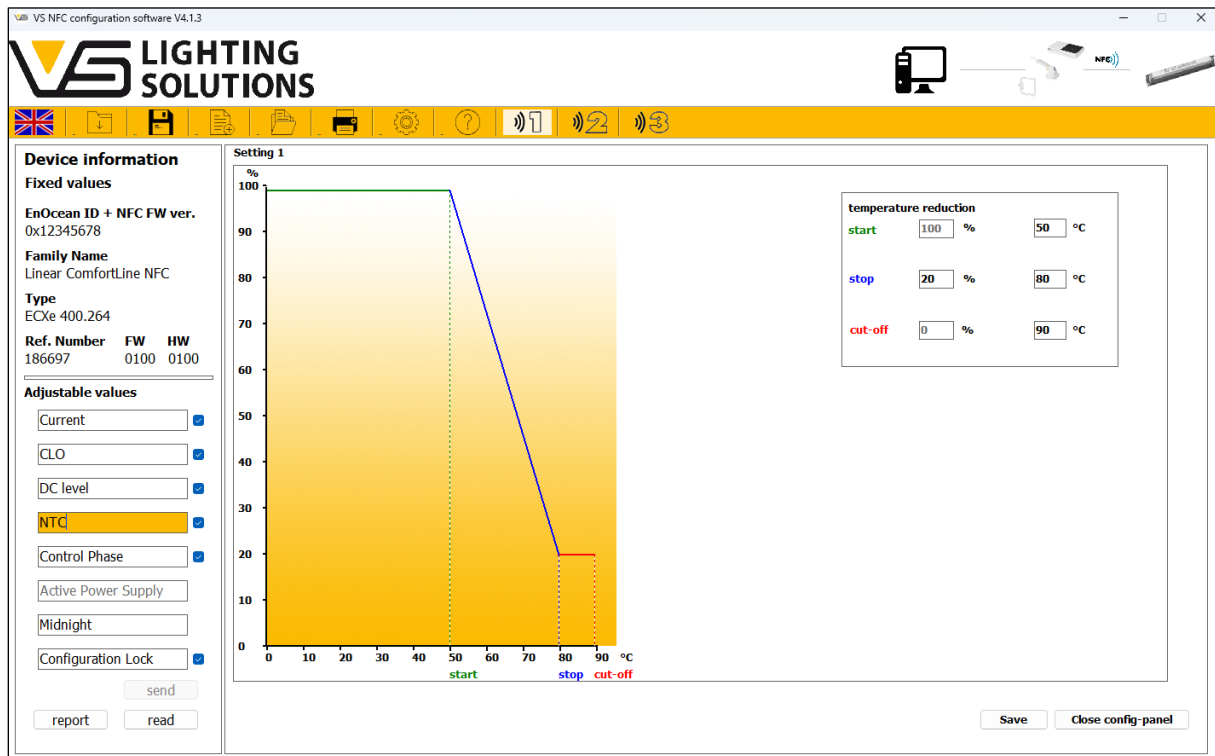 VS NFC configuration software V4.1.3
VS LIGHTING
SOLUTIONS
NFC
1 2 3
Device information
Fixed values
EnOcean ID + NFC FW ver.
0x12345678
Family Name
Linear ComfortLine NFC
Type
ECXe 400.264
Ref. Number FW HW
186697 0100 0100
Adjustable values
Current
CLO
DC level
NTC
Control Phase
Active Power Supply
Midnight
Configuration Lock
send
report read
Setting 1
%
100
90
80
70
60
50
40
30
20
10
0
0 10 20 30 40 50 60 70 80 90 °C
start stop cut-off
temperature reduction
start 100 % 50 °C
stop 20 % 80 °C
cut-off 0 % 90 °C
Save Close config-panel